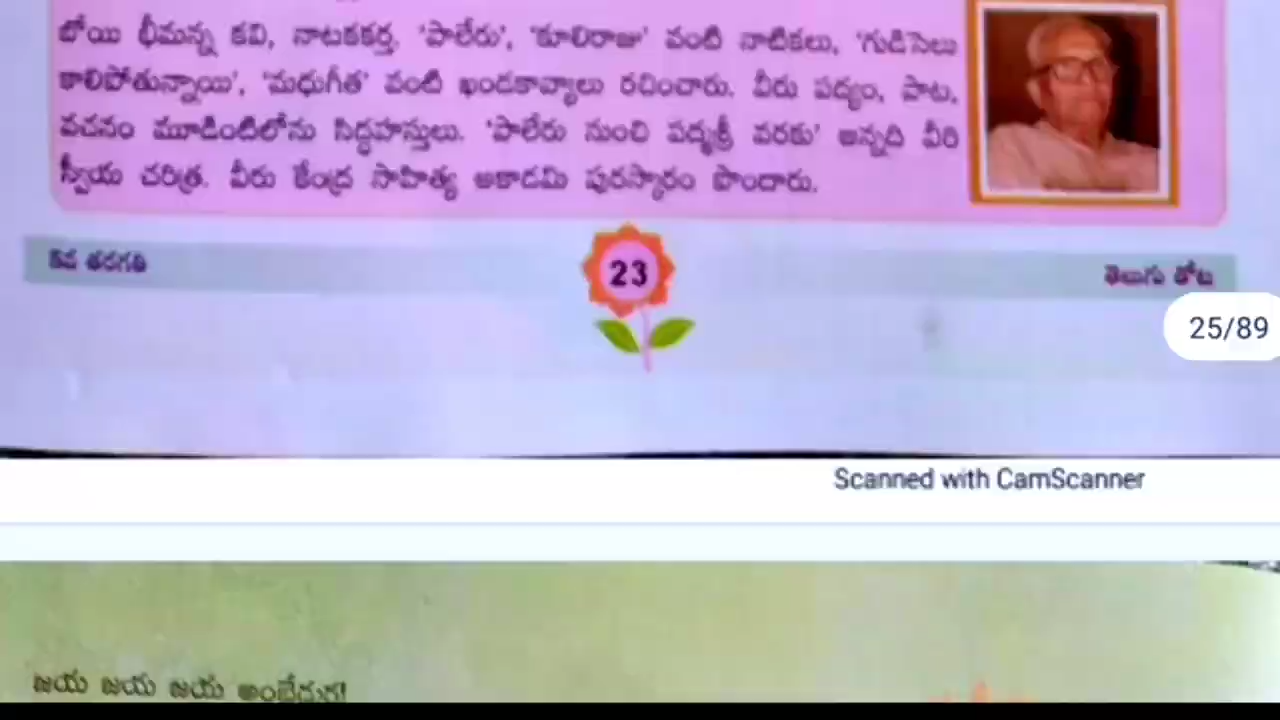 బోయి భీమన్న కవి, నాటకకర్త. 'పాలేరు', 'కూలిరాజు' వంటి నాటికలు, 'గుడిసెలు
కాలిపోతున్నాయి', 'మధుగీత' వంటి ఖండకావ్యాలు రచించారు. వీరు పద్యం, పాట,
వచనం మూడింటిలోను సిద్ధహస్తులు. 'పాలేరు నుంచి పద్మశ్రీ వరకు' అన్నది వీరి
స్వీయ చరిత్ర. వీరు కేంద్ర సాహిత్య అకాడమి పురస్కారం పొందారు.
తరగతి
23
తెలుగు తోట
25/89
Scanned with CamScanner
జయ జయ జయ అంబేద్కర!